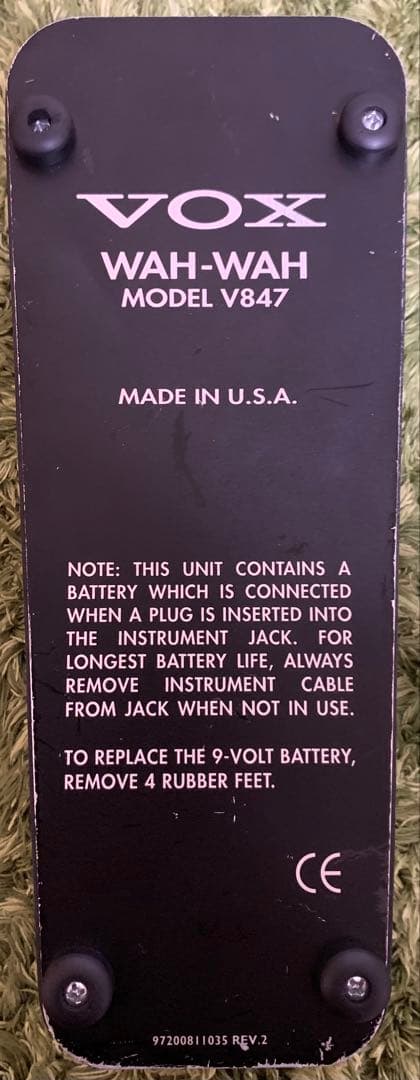 VOX
WAH-WAH
MODEL V847
MADE IN U.S.A.
NOTE: THIS UNIT CONTAINS A
BATTERY WHICH IS CONNECTED
WHEN A PLUG IS INSERTED INTO
THE INSTRUMENT JACK. FOR
LONGEST BATTERY LIFE, ALWAYS
REMOVE INSTRUMENT CABLE
FROM JACK WHEN NOT IN USE.
TO REPLACE THE 9-VOLT BATTERY,
REMOVE 4 RUBBER FEET.
CE
97200811035 REV.2